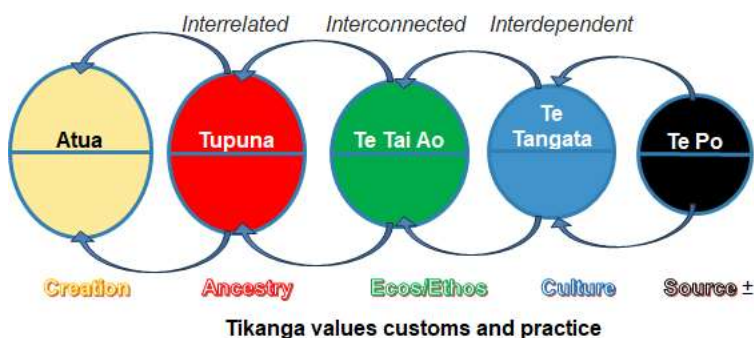 Interrelated Interconnected Interdependent
Atua Tupuna Te Tai Ao Te Tangata Te Po
Creation Ancestry Ecos/Ethos Culture Source ±
Tikanga values customs and practice